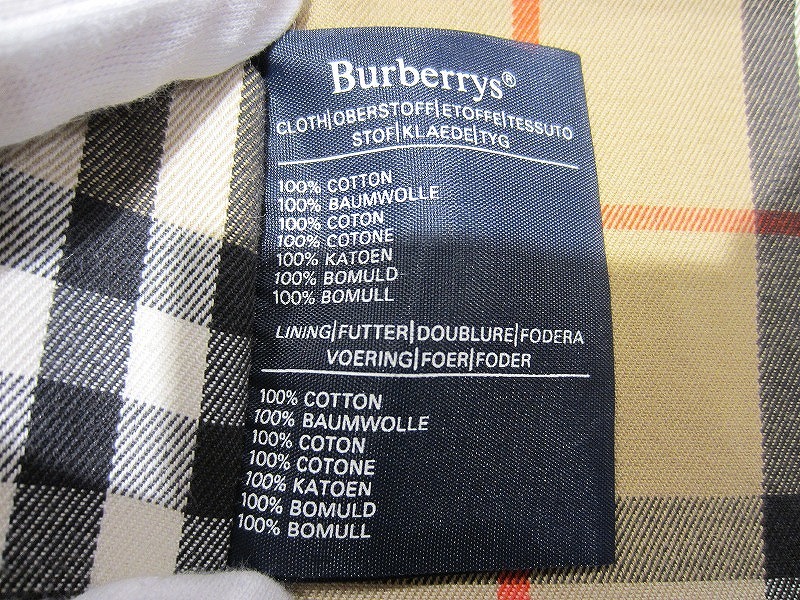 Burberrys®
CLOTH|OBERSTOFF|ETOFFE|TESSUTO
STOF|KLAEDE|TYG
100% COTTON
100% BAUMWOLLE
100% COTON
100% COTONE
100% KATOEN
100% BOMULD
100% BOMULL
LINING|FUTTER|DOUBLURE|FODERA
VOERING|FOER|FODER
100% COTTON
100% BAUMWOLLE
100% COTON
100% COTONE
100% KATOEN
100% BOMULD
100% BOMULL